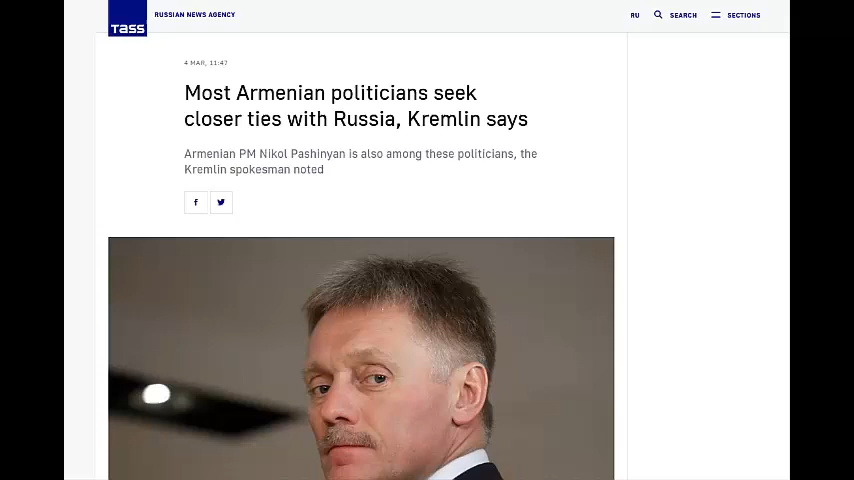 TASS
RUSSIAN NEWS AGENCY
RU
SEARCH
SECTIONS
4 MAR, 11:47
Most Armenian politicians seek
closer ties with Russia, Kremlin says
Armenian PM Nikol Pashinyan is also among these politicians, the
Kremlin spokesman noted